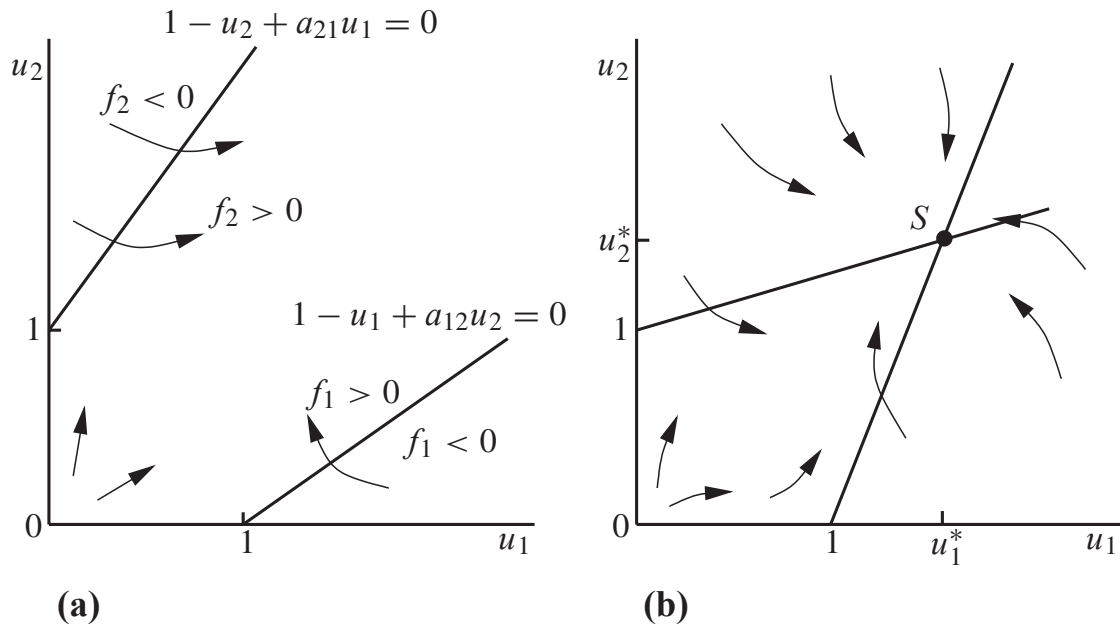 1 − u₂ + a₂₁u₁ = 0
u₂
f₂ < 0
f₂ > 0
1 − u₁ + a₁₂u₂ = 0
1
f₁ > 0
f₁ < 0
0
1
u₁
(a)
u₂
S
u₂*
1
0
1
u₁*
u₁
(b)